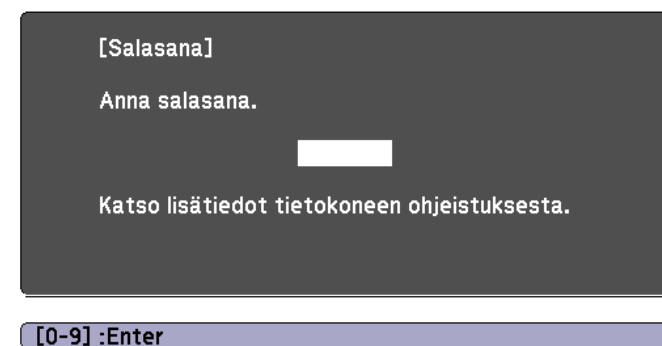 [Salasana]
Anna salasana.
Katso lisätiedot tietokoneen ohjeistuksesta.
[0-9] :Enter